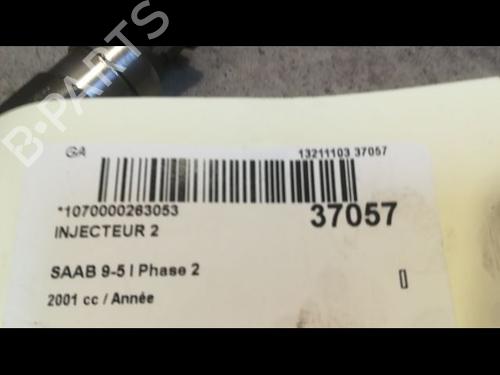 B-PARTS
GA
13211103 37057
*1070000263053
37057
INJECTEUR 2
SAAB 9-5 I Phase 2
2001 cc / Année